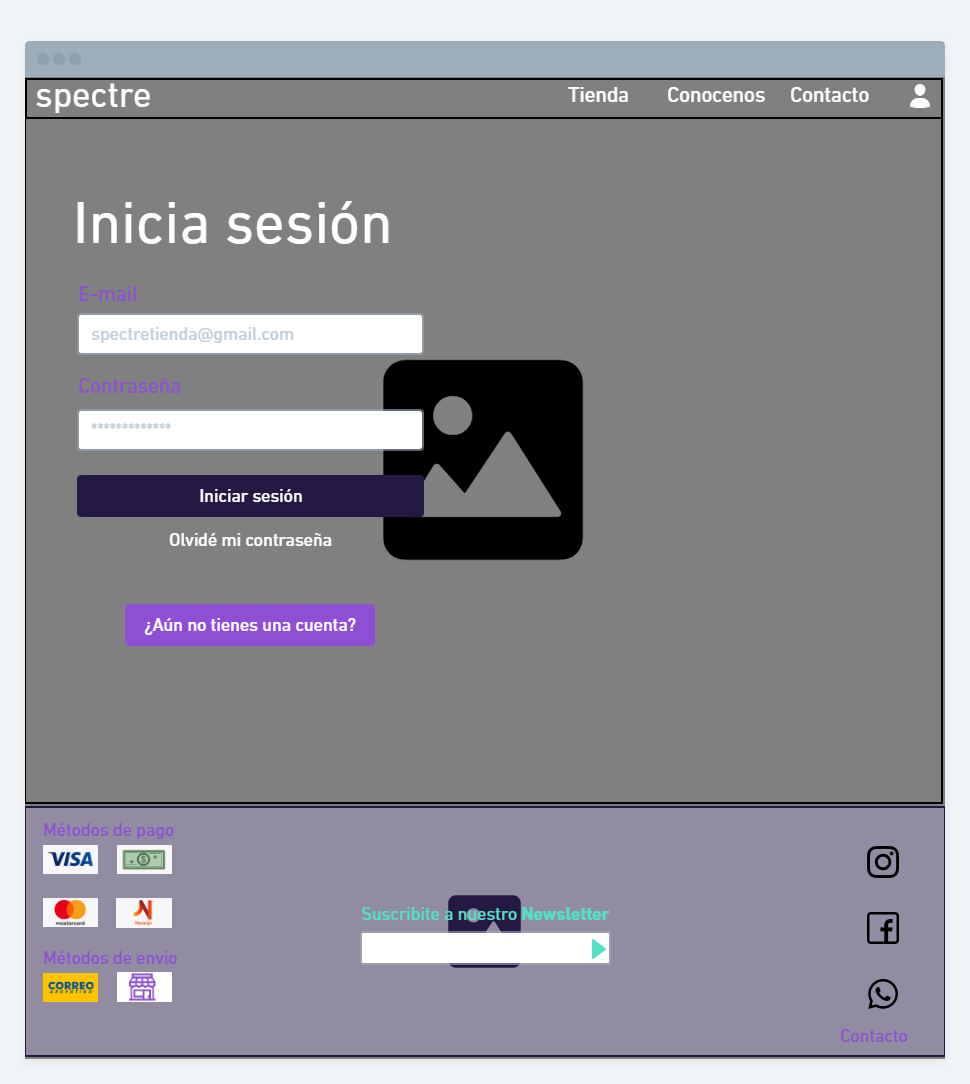 spectre
Tienda
Conocenos
Contacto
Inicia sesión
E-mail
spectretienda@gmail.com
Contraseña
*************
Iniciar sesión
Olvidé mi contraseña
¿Aún no tienes una cuenta?
Métodos de pago
VISA
mastercard
Naranja
Métodos de envio
CORREO
ARGENTINO
Suscribite a nuestro Newsletter
Contacto